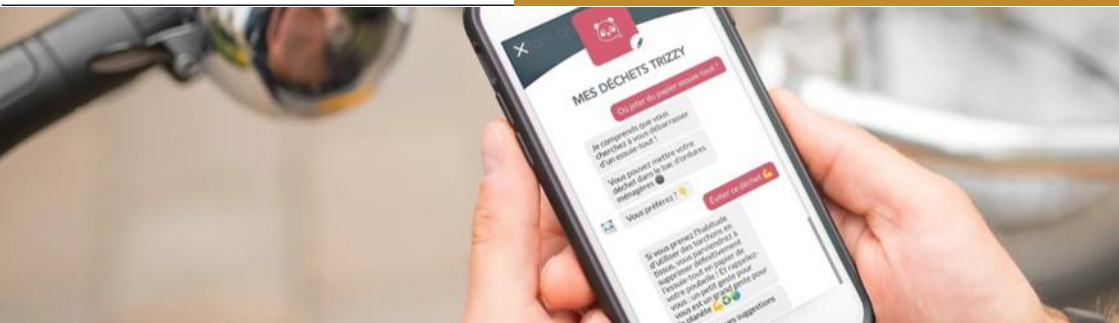 MES DÉCHETS TRIZZY
Où jeter du papier essuie-tout ?
Je comprends que vous
cherchez à vous débarrasser
d'un essuie-tout !
Vous pouvez mettre votre
déchet dans le bac d'ordures
ménagères
Vous préférez ?
Éviter ce déchet
Si vous prenez l'habitude
d'utiliser des torchons en
tissus, vous parviendrez à
supprimer définitivement
l'essuie-tout en papier de
votre poubelle ! Et rappelez-
vous : un petit geste pour
vous est un grand geste pour
la planète
suggestions